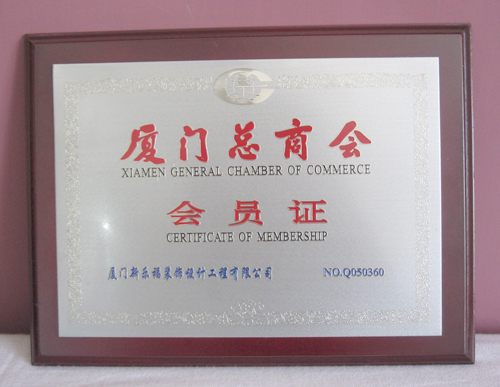 厦门总商会
XIAMEN GENERAL CHAMBER OF COMMERCE
会员证
CERTIFICATE OF MEMBERSHIP
厦门新乐福装饰设计工程有限公司 NO.Q050360